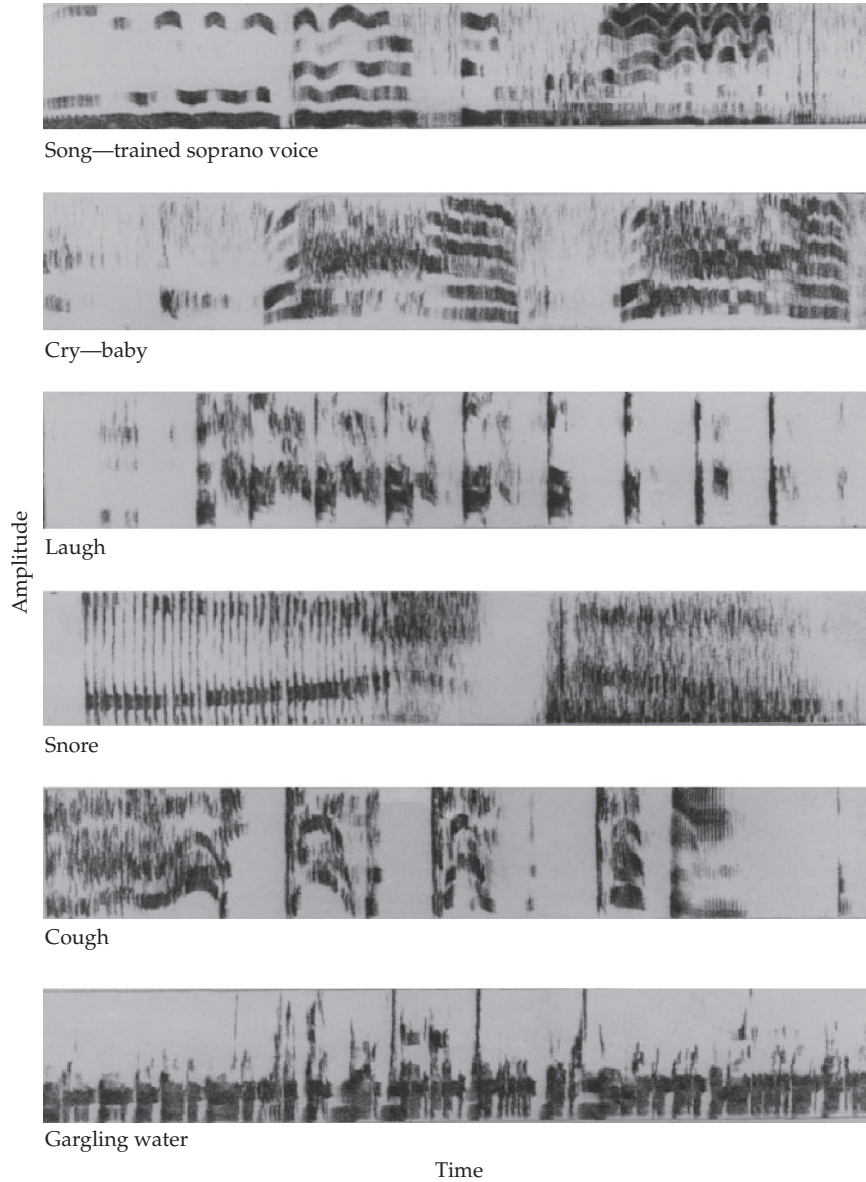 Song—trained soprano voice
Cry—baby
Laugh
Amplitude
Snore
Cough
Gargling water
Time